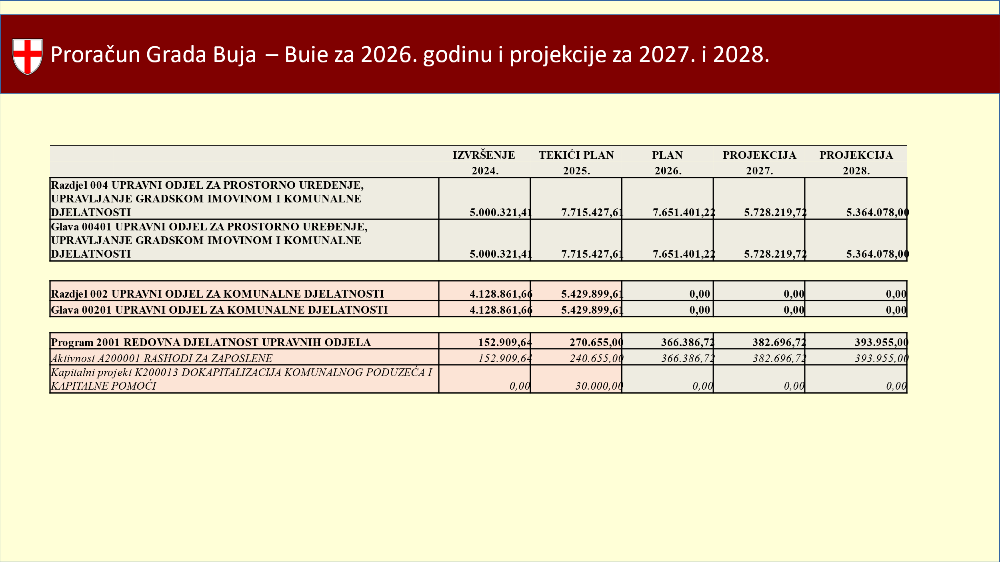 Proračun Grada Buja – Buie za 2026. godinu i projekcije za 2027. i 2028.
IZVRŠENJE TEKIĆI PLAN PLAN PROJEKCIJA PROJEKCIJA
2024. 2025. 2026. 2027. 2028.
Razdjel 004 UPRAVNI ODJEL ZA PROSTORNO UREĐENJE,
UPRAVLJANJE GRADSKOM IMOVINOM I KOMUNALNE
DJELATNOSTI 5.000.321,41 7.715.427,61 7.651.401,22 5.728.219,72 5.364.078,00
Glava 00401 UPRAVNI ODJEL ZA PROSTORNO UREĐENJE,
UPRAVLJANJE GRADSKOM IMOVINOM I KOMUNALNE
DJELATNOSTI 5.000.321,41 7.715.427,61 7.651.401,22 5.728.219,72 5.364.078,00
Razdjel 002 UPRAVNI ODJEL ZA KOMUNALNE DJELATNOSTI 4.128.861,66 5.429.899,61 0,00 0,00 0,00
Glava 00201 UPRAVNI ODJEL ZA KOMUNALNE DJELATNOSTI 4.128.861,66 5.429.899,61 0,00 0,00 0,00
Program 2001 REDOVNA DJELATNOST UPRAVNIH ODJELA 152.909,64 270.655,00 366.386,72 382.696,72 393.955,00
Aktivnost A200001 RASHODI ZA ZAPOSLENE 152.909,64 240.655,00 366.386,72 382.696,72 393.955,00
Kapitalni projekt K200013 DOKAPITALIZACIJA KOMUNALNOG PODUZEĆA I
KAPITALNE POMOĆI 0,00 30.000,00 0,00 0,00 0,00